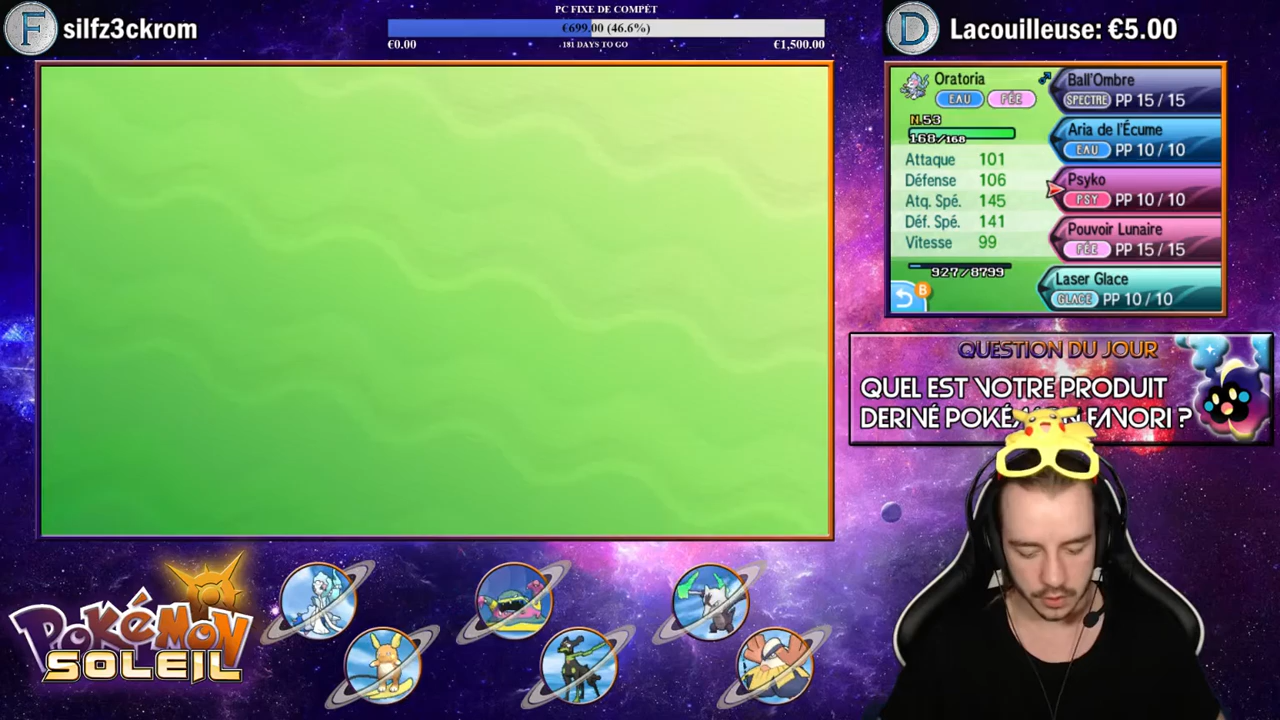 silfz3ckrom
PC FIXE DE COMPÉT
€699.00 (46.6%)
€0.00
181 DAYS TO GO
€1,500.00
Lacouilleuse: €5.00
Oratoria
EAU
FÉE
N.53
168/168
Attaque 101
Défense 106
Atq. Spé. 145
Déf. Spé. 141
Vitesse 99
927/8799
B
Ball'Ombre
SPECTRE PP 15/15
Aria de l'Écume
EAU PP 10/10
Psyko
PSY PP 10/10
Pouvoir Lunaire
FÉE PP 15/15
Laser Glace
GLACE PP 10/10
QUESTION DU JOUR
QUEL EST VOTRE PRODUIT
DERIVÉ POKÉMON FAVORI ?
POKÉMON
SOLEIL